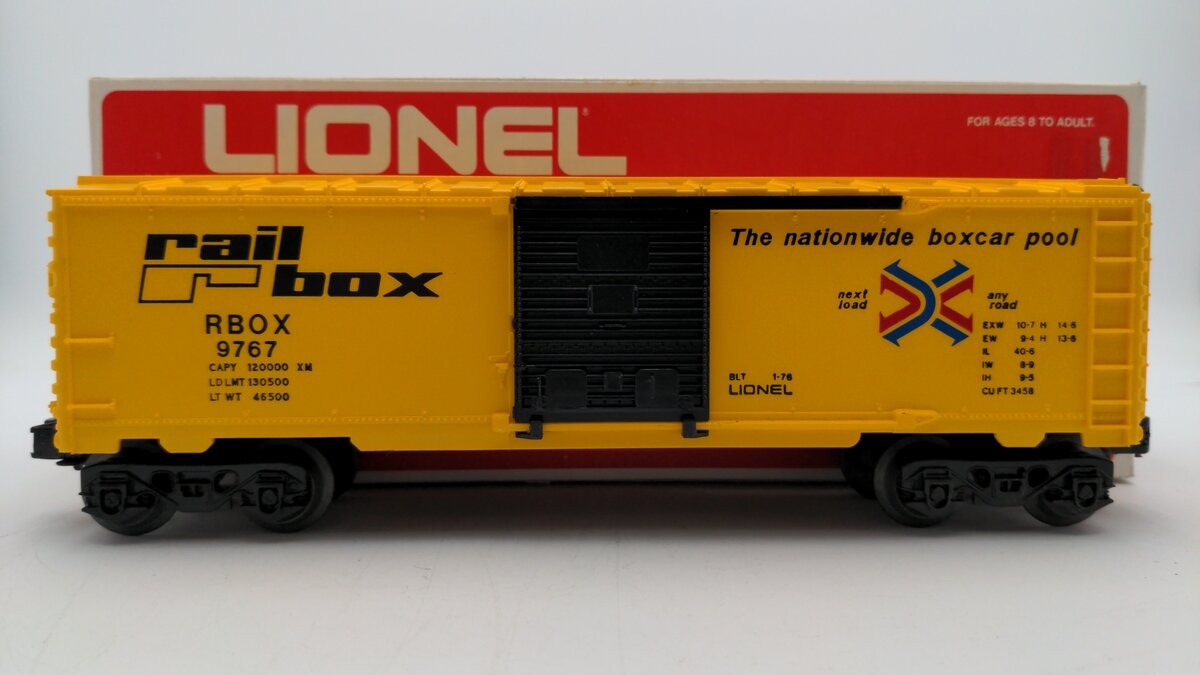 LIONEL®
FOR AGES 8 TO ADULT.
rail
box
RBOX
9767
CAPY 120000 XM
LD LMT 130500
LT WT 46500
The nationwide boxcar pool
next
load
any
road
EXW 10-7 H 14-6
EW 9-4 H 13-6
IL 40-6
IW 8-9
IH 9-5
CU FT 3458
BLT 1-76
LIONEL